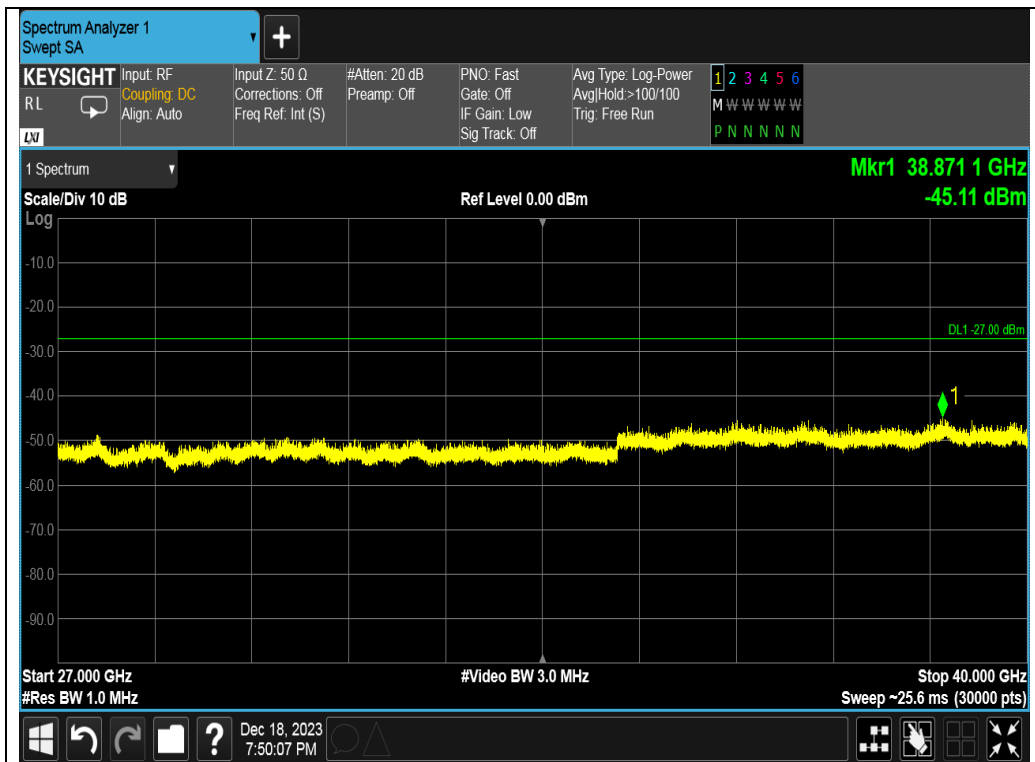 Spectrum Analyzer 1
Swept SA
+
KEYSIGHT
RL
LXI
Input: RF
Coupling: DC
Align: Auto
Input Z: 50 Ω
Corrections: Off
Freq Ref: Int (S)
#Atten: 20 dB
Preamp: Off
PNO: Fast
Gate: Off
IF Gain: Low
Sig Track: Off
Avg Type: Log-Power
Avg|Hold:>100/100
Trig: Free Run
1 2 3 4 5 6
M W W W W W
P N N N N N
1 Spectrum
Mkr1 38.871 1 GHz
-45.11 dBm
Scale/Div 10 dB
Ref Level 0.00 dBm
Log
-10.0
-20.0
DL1 -27.00 dBm
-30.0
-40.0
1
-50.0
-60.0
-70.0
-80.0
-90.0
Start 27.000 GHz
#Video BW 3.0 MHz
Stop 40.000 GHz
#Res BW 1.0 MHz
Sweep ~25.6 ms (30000 pts)
?
Dec 18, 2023
7:50:07 PM